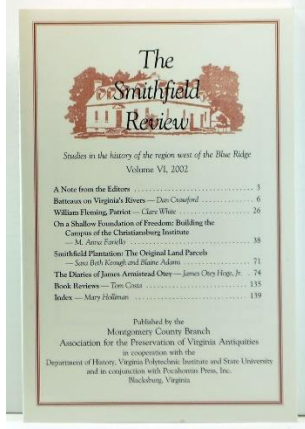 The
Smithfield
Review
Studies in the history of the region west of the Blue Ridge
Volume VI, 2002
A Note from the Editors .................................... 3
Batteaux on Virginia's Rivers — Dan Crawford .................... 6
William Fleming, Patriot — Clare White ........................ 26
On a Shallow Foundation of Freedom: Building the
Campus of the Christiansburg Institute
— M. Anna Fariello .................................... 38
Smithfield Plantation: The Original Land Parcels
— Sara Beth Keough and Blaine Adams ........................ 71
The Diaries of James Armistead Otey — James Otey Hoge, Jr. . 74
Book Reviews — Tom Costa .................................... 135
Index — Mary Holliman .................................... 139
Published by the
Montgomery County Branch
Association for the Preservation of Virginia Antiquities
in cooperation with the
Department of History, Virginia Polytechnic Institute and State University
and in conjunction with Pocahontas Press, Inc.
Blacksburg, Virginia